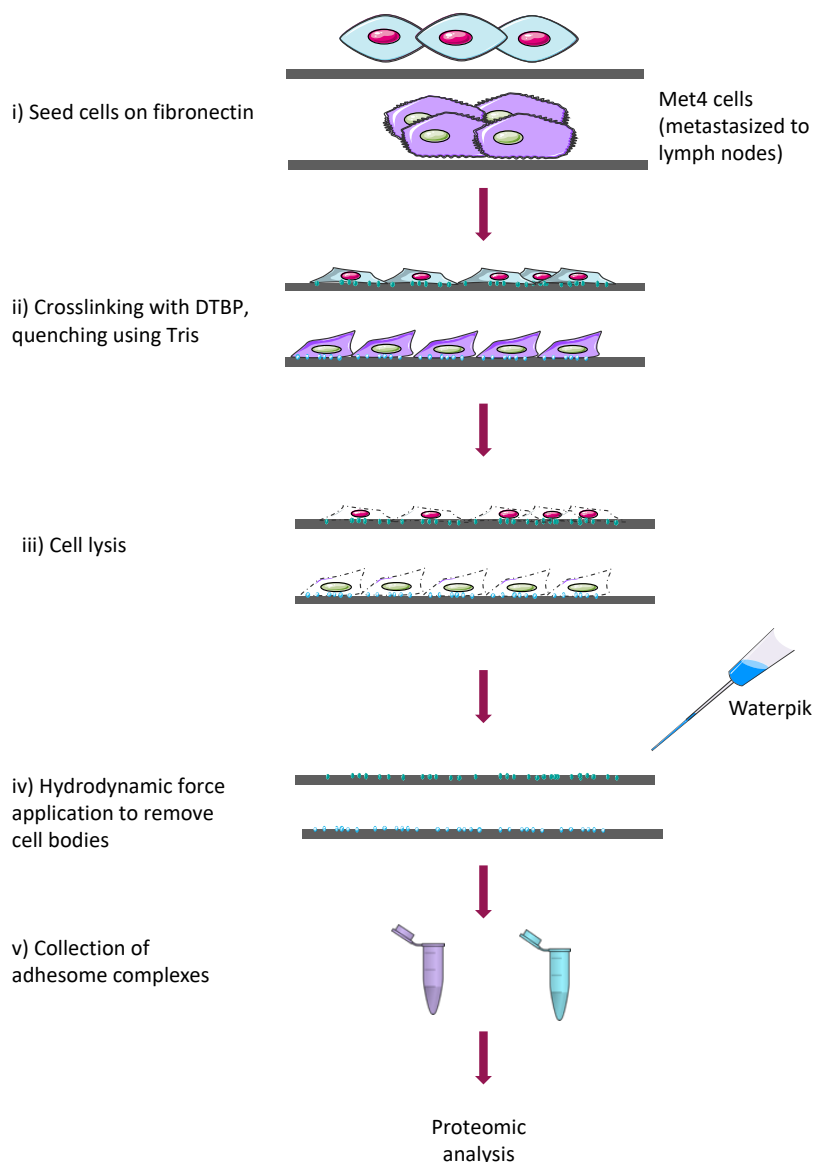 i) Seed cells on fibronectin
Met4 cells
(metastasized to
lymph nodes)
ii) Crosslinking with DTBP,
quenching using Tris
iii) Cell lysis
Waterpik
iv) Hydrodynamic force
application to remove
cell bodies
v) Collection of
adhesome complexes
Proteomic
analysis